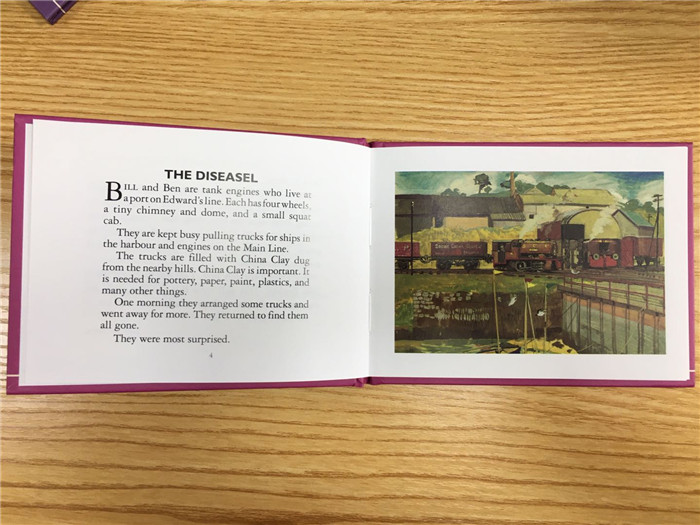 THE DISEASEL
BILL and Ben are tank engines who live at
a port on Edward's line. Each has four wheels,
a tiny chimney and dome, and a small squat
cab.
They are kept busy pulling trucks for ships in
the harbour and engines on the Main Line.
The trucks are filled with China Clay dug
from the nearby hills. China Clay is important. It
is needed for pottery, paper, paint, plastics, and
many other things.
One morning they arranged some trucks and
went away for more. They returned to find them
all gone.
They were most surprised.
4